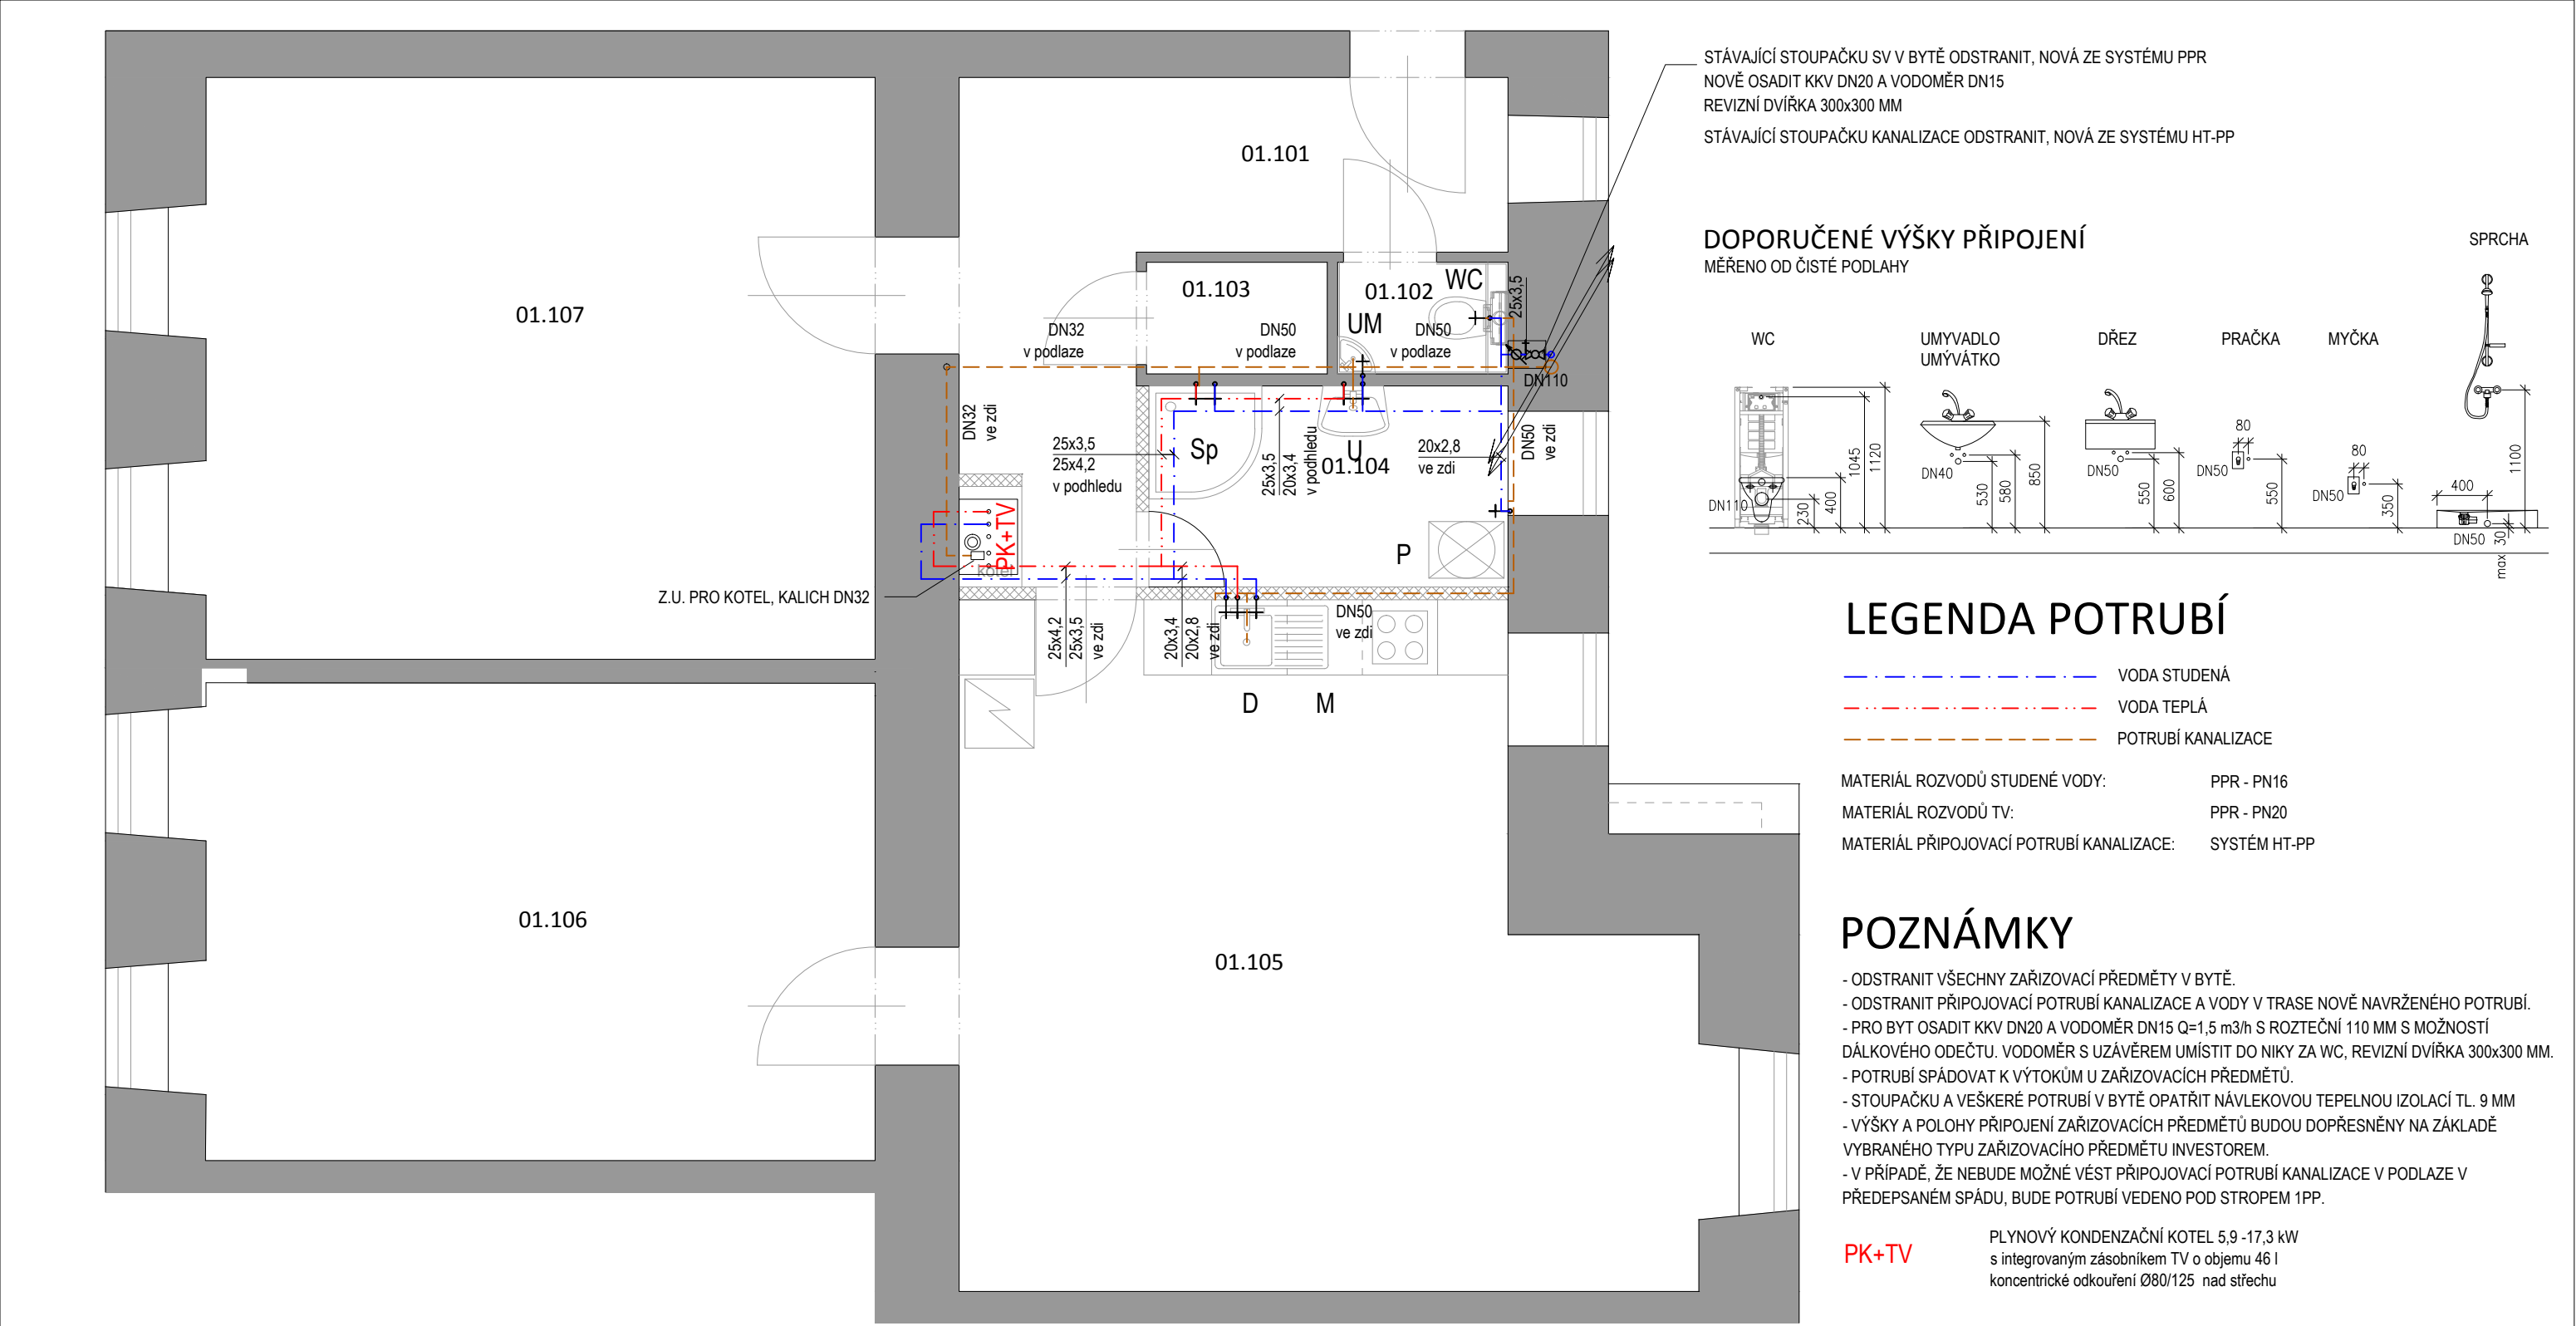 STÁVAJÍCÍ STOUPAČKU SV V BYTĚ ODSTRANIT, NOVÁ ZE SYSTÉMU PPR
NOVĚ OSADIT KKV DN20 A VODOMĚR DN15
REVIZNÍ DVÍŘKA 300x300 MM
STÁVAJÍCÍ STOUPAČKU KANALIZACE ODSTRANIT, NOVÁ ZE SYSTÉMU HT-PP
01.101
01.107
01.103
01.102
WC
UM
25x3,5
DN32
v podlaze
DN50
v podlaze
DN50
v podlaze
DN110
DN32
ve zdi
25x3,5
25x4,2
v podhledu
Sp
25x3,5
20x3,4
v podhledu
U
01.104
20x2,8
ve zdi
DN50
ve zdi
PK+TV
kotel
P
Z.U. PRO KOTEL, KALICH DN32
25x4,2
25x3,5
ve zdi
20x3,4
20x2,8
ve zdi
DN50
ve zdi
D
M
01.106
01.105
DOPORUČENÉ VÝŠKY PŘIPOJENÍ
MĚŘENO OD ČISTÉ PODLAHY
SPRCHA
WC
UMYVADLO
UMÝVÁTKO
DŘEZ
PRAČKA
MYČKA
DN110
230
400
1045
1120
DN40
530
580
850
DN50
550
600
80
DN50
550
80
DN50
350
400
1100
DN50
max 30
LEGENDA POTRUBÍ
VODA STUDENÁ
VODA TEPLÁ
POTRUBÍ KANALIZACE
MATERIÁL ROZVODŮ STUDENÉ VODY: PPR - PN16
MATERIÁL ROZVODŮ TV: PPR - PN20
MATERIÁL PŘIPOJOVACÍ POTRUBÍ KANALIZACE: SYSTÉM HT-PP
POZNÁMKY
- ODSTRANIT VŠECHNY ZAŘIZOVACÍ PŘEDMĚTY V BYTĚ.
- ODSTRANIT PŘIPOJOVACÍ POTRUBÍ KANALIZACE A VODY V TRASE NOVĚ NAVRŽENÉHO POTRUBÍ.
- PRO BYT OSADIT KKV DN20 A VODOMĚR DN15 Q=1,5 m3/h S ROZTEČNÍ 110 MM S MOŽNOSTÍ
DÁLKOVÉHO ODEČTU. VODOMĚR S UZÁVĚREM UMÍSTIT DO NIKY ZA WC, REVIZNÍ DVÍŘKA 300x300 MM.
- POTRUBÍ SPÁDOVAT K VÝTOKŮM U ZAŘIZOVACÍCH PŘEDMĚTŮ.
- STOUPAČKU A VEŠKERÉ POTRUBÍ V BYTĚ OPATŘIT NÁVLEKOVOU TEPELNOU IZOLACÍ TL. 9 MM
- VÝŠKY A POLOHY PŘIPOJENÍ ZAŘIZOVACÍCH PŘEDMĚTŮ BUDOU DOPŘESNĚNY NA ZÁKLADĚ
VYBRANÉHO TYPU ZAŘIZOVACÍHO PŘEDMĚTU INVESTOREM.
- V PŘÍPADĚ, ŽE NEBUDE MOŽNÉ VÉST PŘIPOJOVACÍ POTRUBÍ KANALIZACE V PODLAZE V
PŘEDEPSANÉM SPÁDU, BUDE POTRUBÍ VEDENO POD STROPEM 1PP.
PK+TV
PLYNOVÝ KONDENZAČNÍ KOTEL 5,9 -17,3 kW
s integrovaným zásobníkem TV o objemu 46 l
koncentrické odkouření Ø80/125 nad střechu